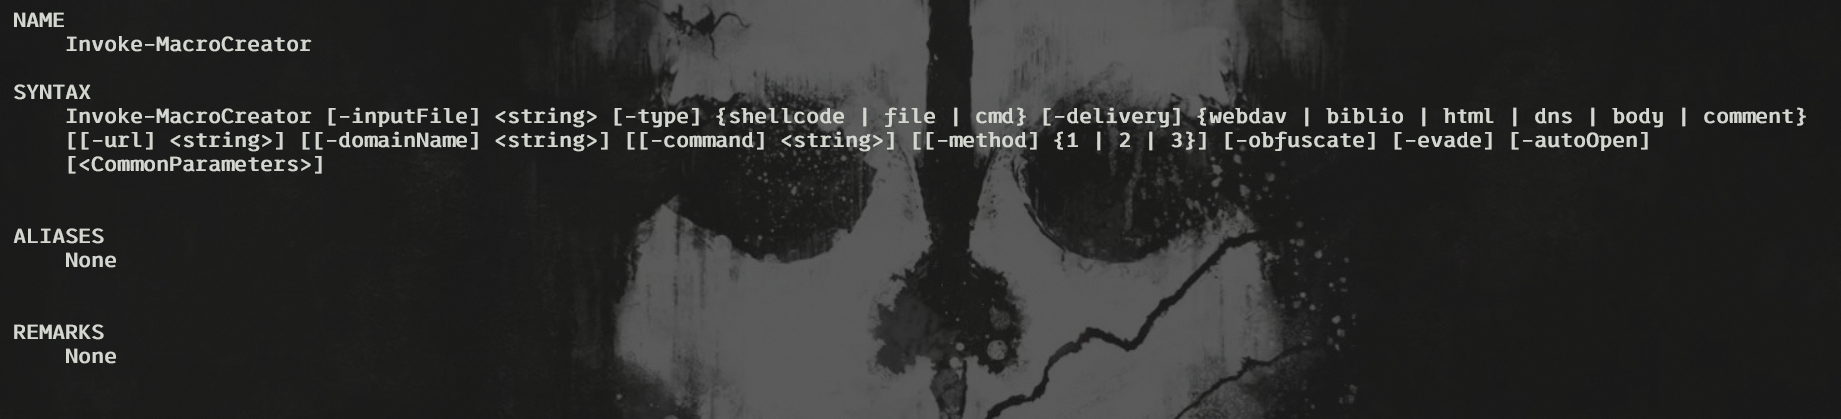 NAME
Invoke-MacroCreator
SYNTAX
Invoke-MacroCreator [-inputFile] <string> [-type] {shellcode | file | cmd} [-delivery] {webdav | biblio | html | dns | body | comment}
[[-url] <string>] [[-domainName] <string>] [[-command] <string>] [[-method] {1 | 2 | 3}] [-obfuscate] [-evade] [-autoOpen]
[<CommonParameters>]
ALIASES
None
REMARKS
None